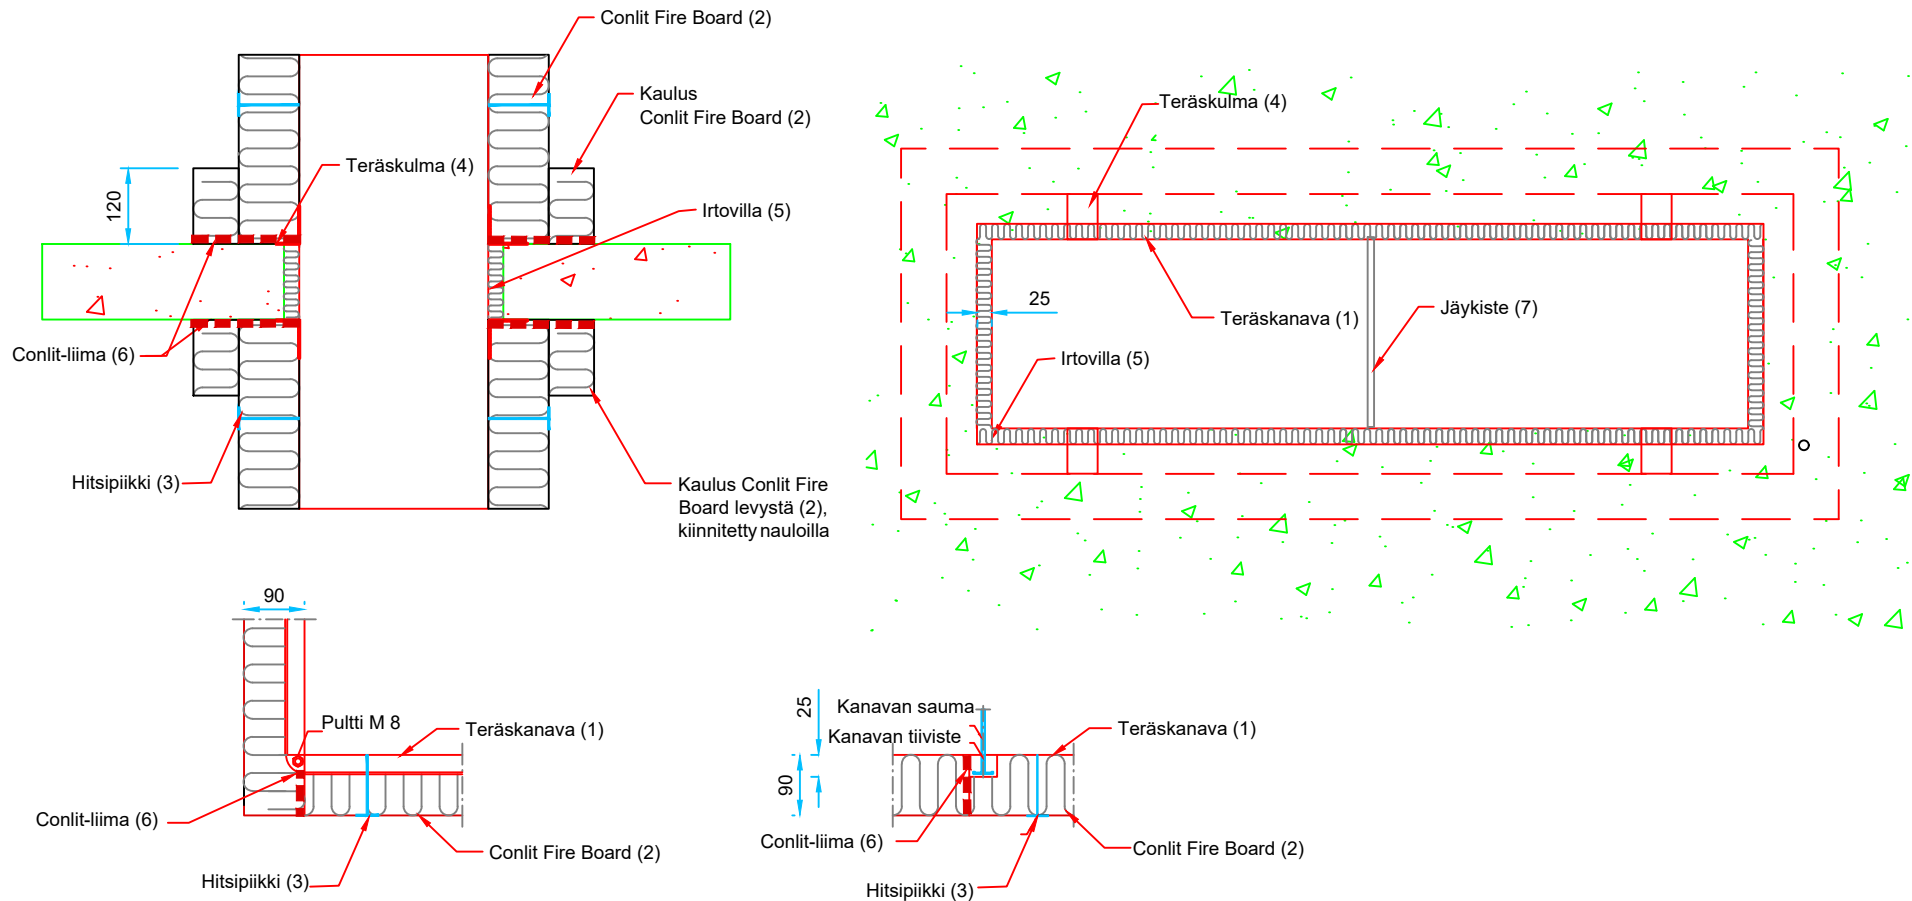 Conlit Fire Board (2)
Kaulus
Conlit Fire Board (2)
Teräskulma (4)
120
Irtovilla (5)
Conlit-liima (6)
Hitsipiikki (3)
Kaulus Conlit Fire
Board levystä (2),
kiinnitetty nauloilla
Teräskulma (4)
25
Teräskanava (1)
Jäykiste (7)
Irtovilla (5)
90
Pultti M 8
Teräskanava (1)
Conlit-liima (6)
Conlit Fire Board (2)
Hitsipiikki (3)
25
Kanavan sauma
Kanavan tiiviste
Teräskanava (1)
90
Conlit-liima (6)
Conlit Fire Board (2)
Hitsipiikki (3)